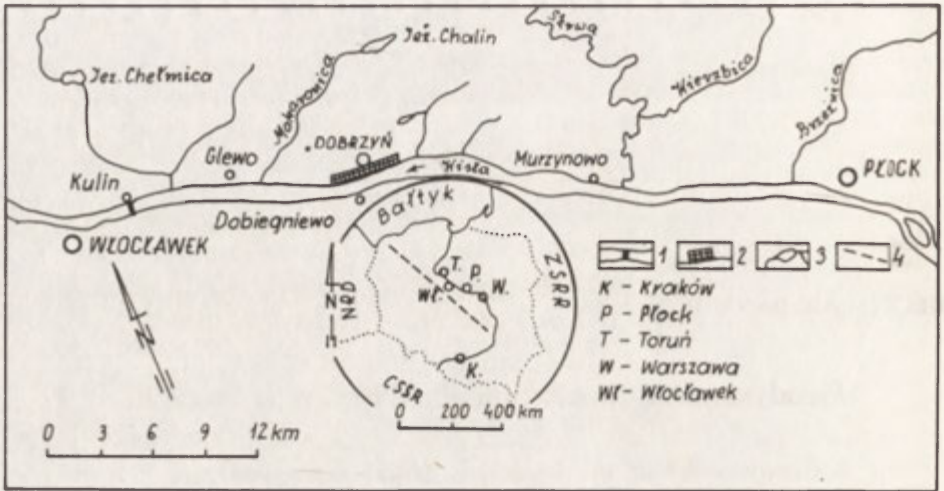 Jez. Chełmica
Makaronica
Jez. Chalin
Strwą
Wierzbica
Brzeźnica
Kulin
Glewo
DOBRZYŃ
Wisła
Murzynowo
PŁOCK
WŁOCŁAWEK
Dobiegniewo
Bałtyk
NRD
ZSRR
CSSR
T.
Wł.
P.
W.
K.
N
N
0 200 400 km
0 3 6 9 12 km
1 2 3 4
K - Kraków
P - Płock
T - Toruń
W - Warszawa
Wł - Włocławek